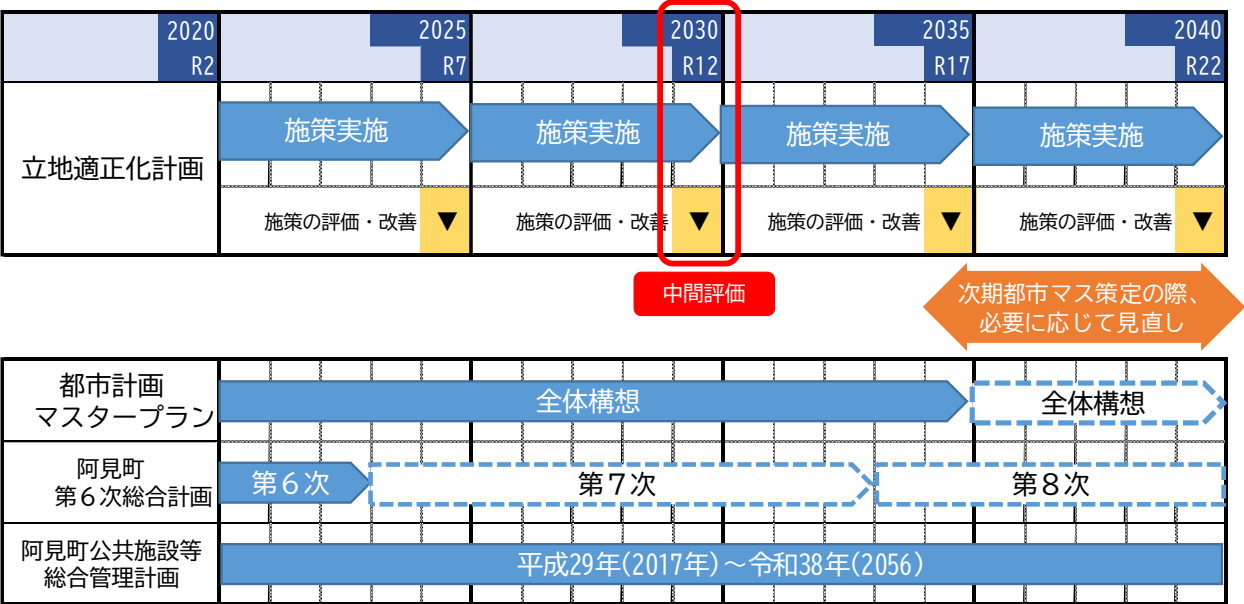 2020 2025 2030 2035 2040
R2 R7 R12 R17 R22
立地適正化計画
施策実施 施策実施 施策実施 施策実施
施策の評価・改善 ▼ 施策の評価・改善 ▼ 施策の評価・改善 ▼ 施策の評価・改善 ▼
中間評価
次期都市マス策定の際、
必要に応じて見直し
都市計画
マスタープラン
全体構想 全体構想
阿見町
第6次総合計画
第6次 第7次 第8次
阿見町公共施設等
総合管理計画
平成29年(2017年)～令和38年(2056)